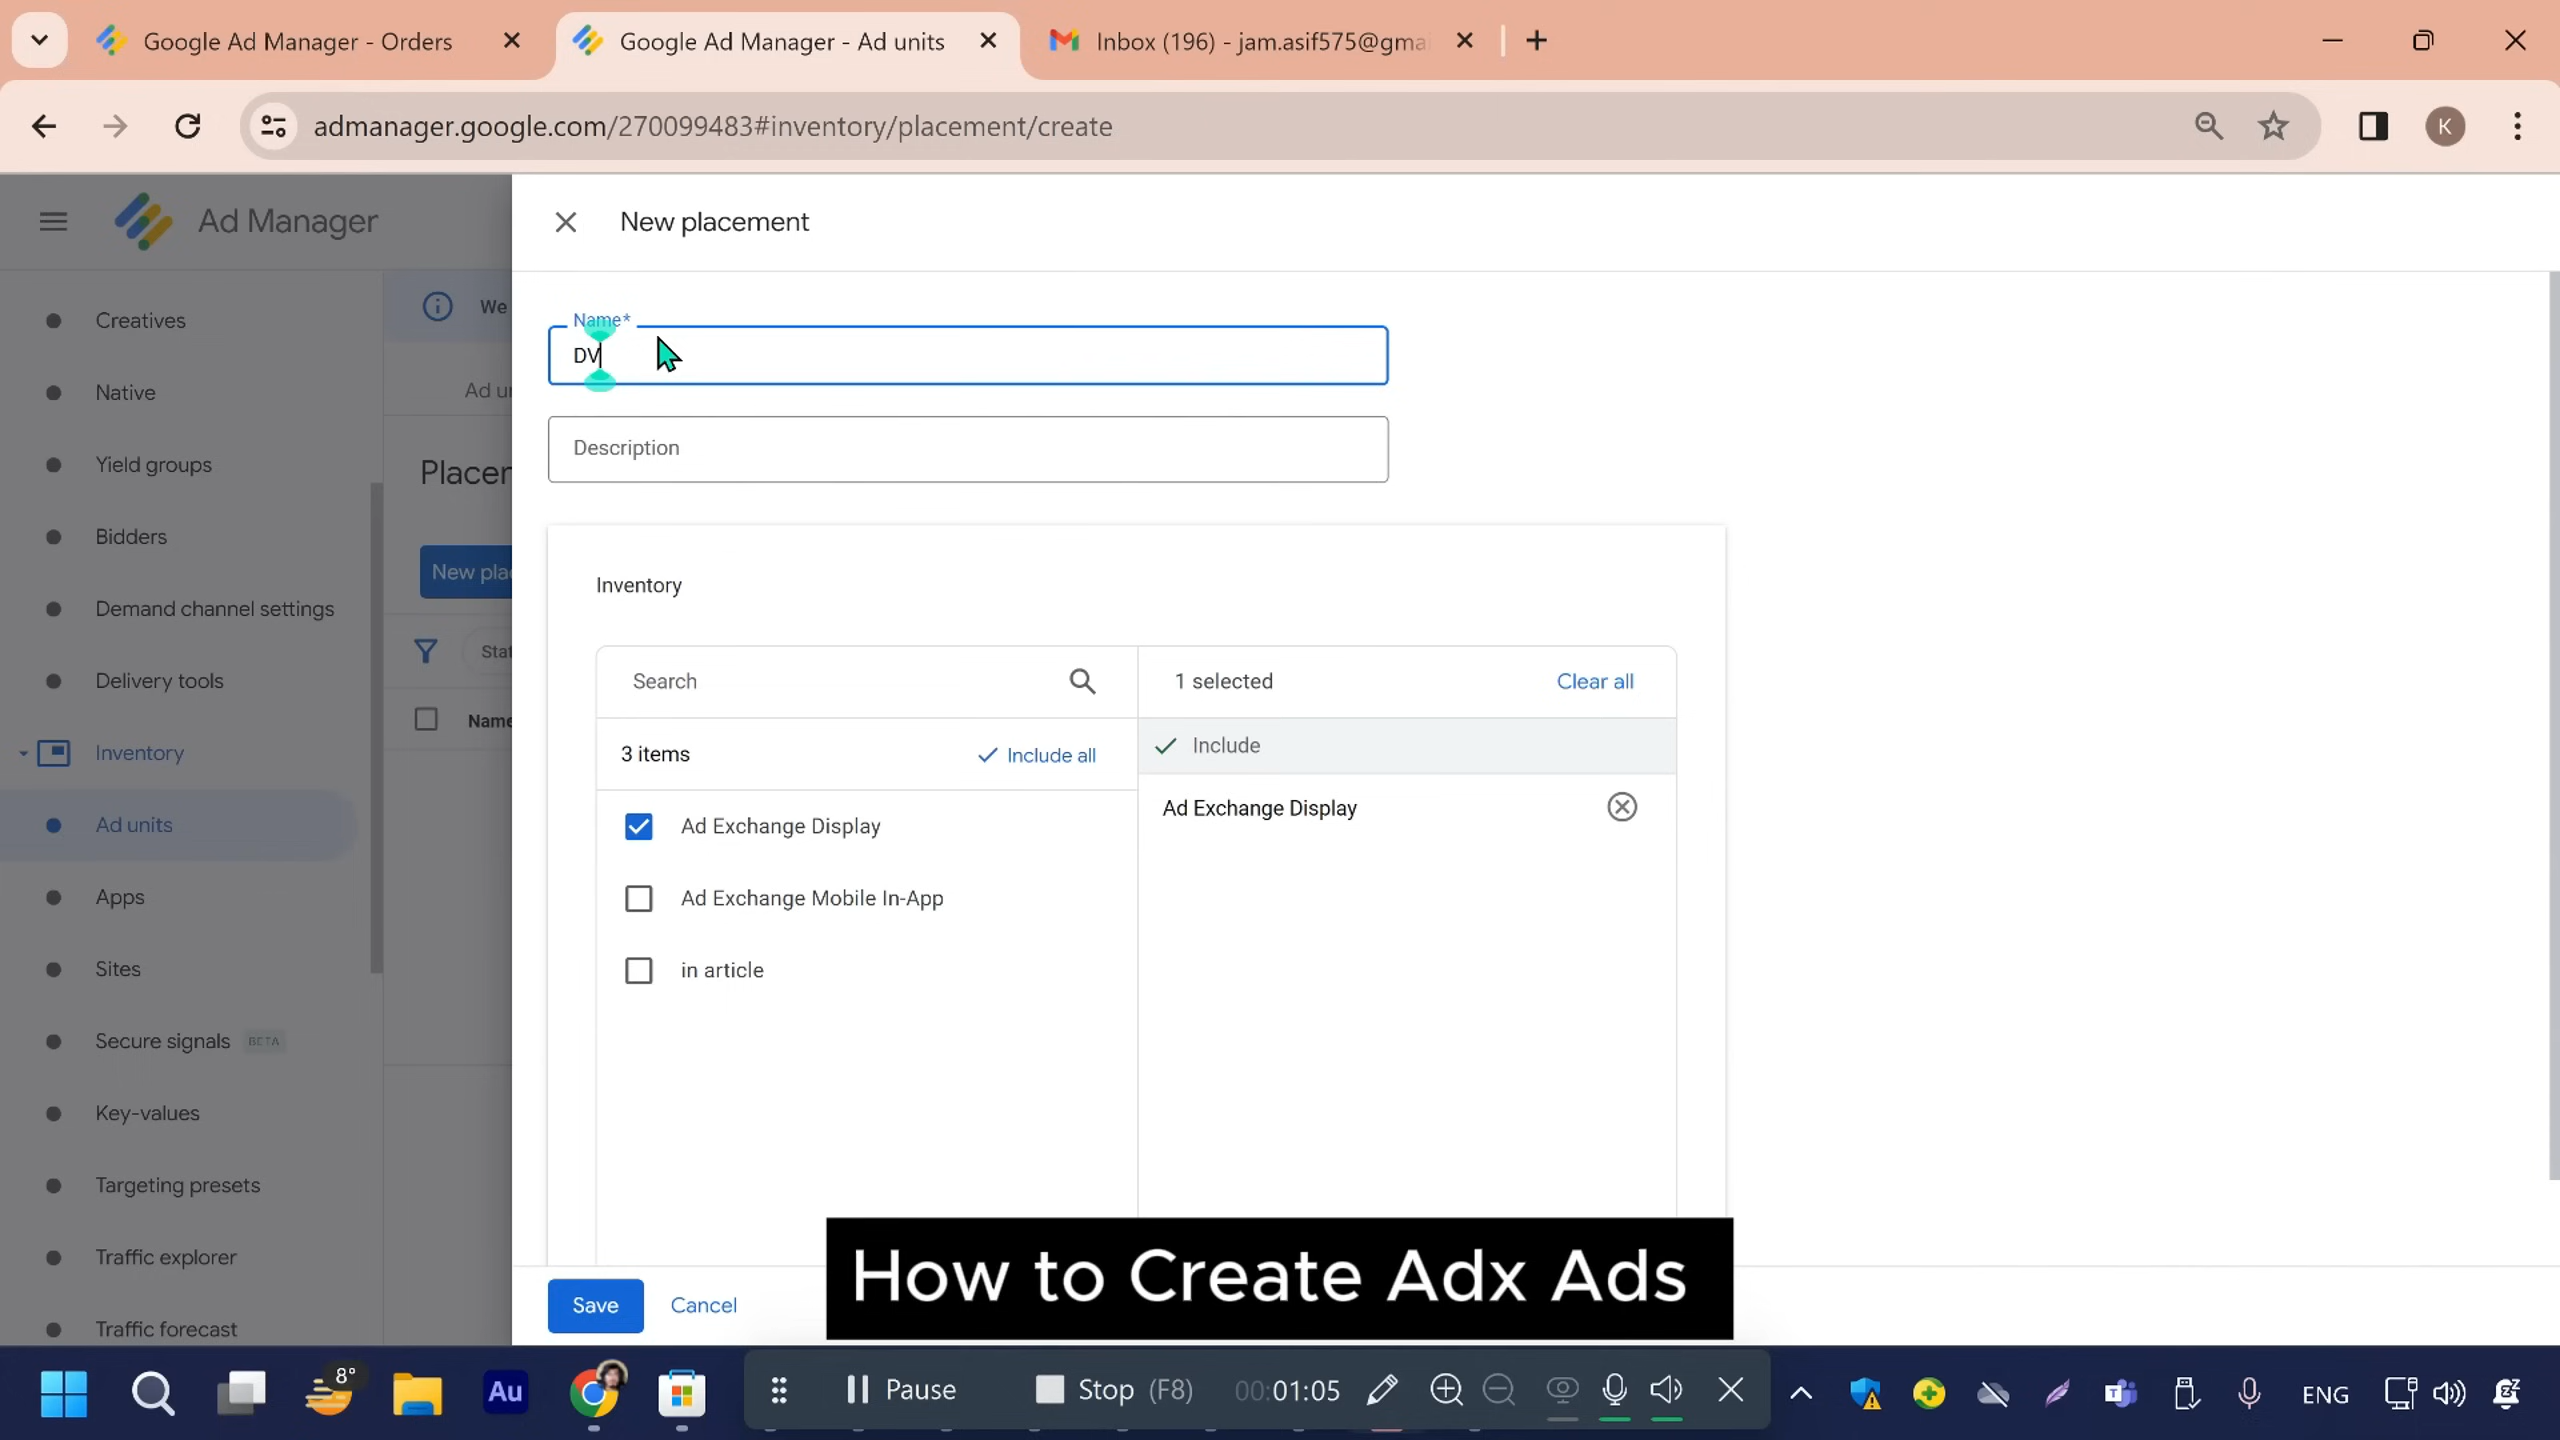 Google Ad Manager - Orders
Google Ad Manager - Ad units
Inbox (196) - jam.asif575@gma
admanager.google.com/270099483#inventory/placement/create
K
Ad Manager
New placement
Creatives
Native
Yield groups
Bidders
Demand channel settings
Delivery tools
Inventory
Ad units
Apps
Sites
Secure signals BETA
Key-values
Targeting presets
Traffic explorer
Traffic forecast
We
Ad un
Placem
New plac
Stat
Name
Name*
DV
Description
Inventory
Search
1 selected
Clear all
3 items
Include all
Include
Ad Exchange Display
Ad Exchange Display
Ad Exchange Mobile In-App
in article
Save
Cancel
How to Create Adx Ads
8°
Au
Pause
Stop (F8)
00:01:05
ENG